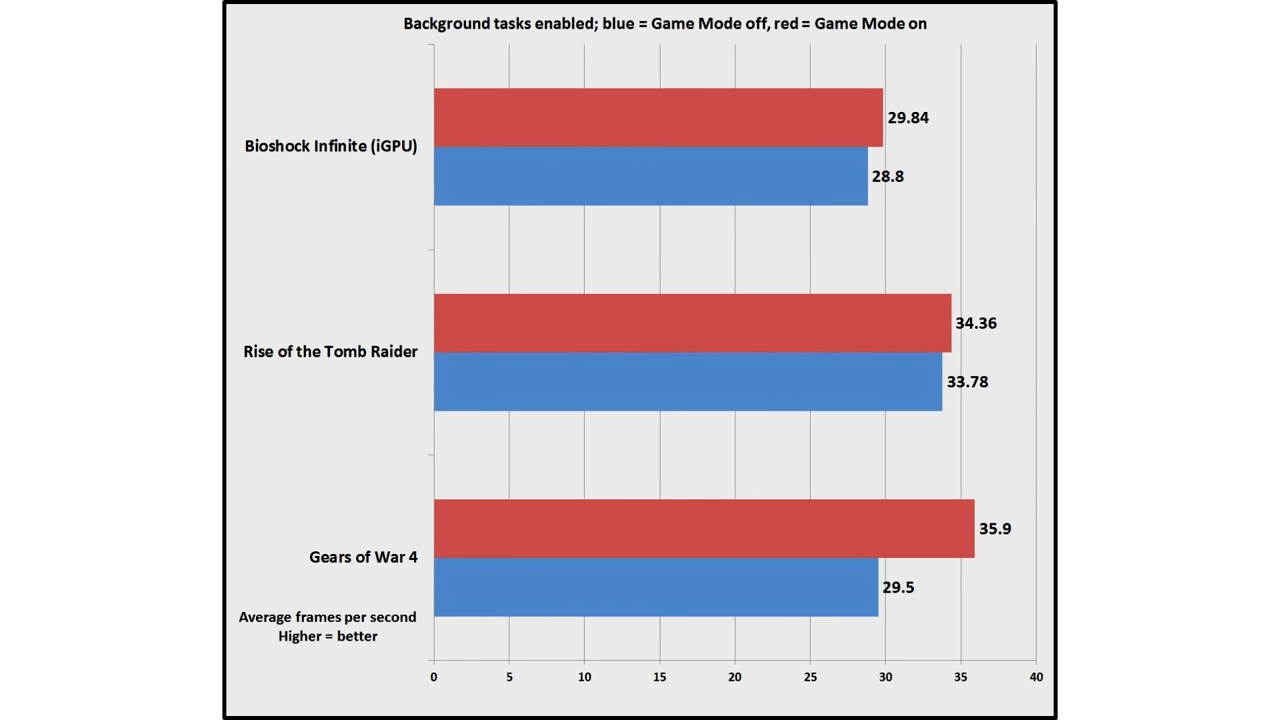 Background tasks enabled; blue = Game Mode off, red = Game Mode on
29.84
Bioshock Infinite (iGPU)
28.8
34.36
Rise of the Tomb Raider
33.78
35.9
Gears of War 4
29.5
Average frames per second
Higher = better
0 5 10 15 20 25 30 35 40